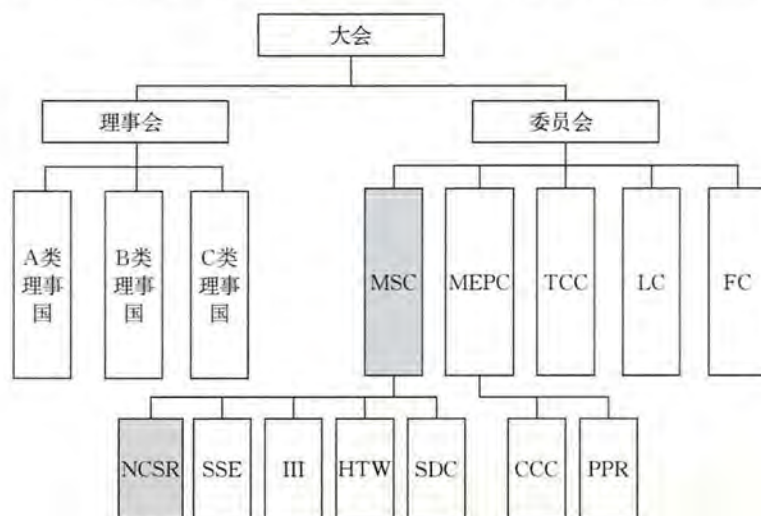 大会
理事会
委员会
A类
理事
国
B类
理事
国
C类
理事
国
MSC
MEPC
TCC
LC
FC
NCSR
SSE
III
HTW
SDC
CCC
PPR